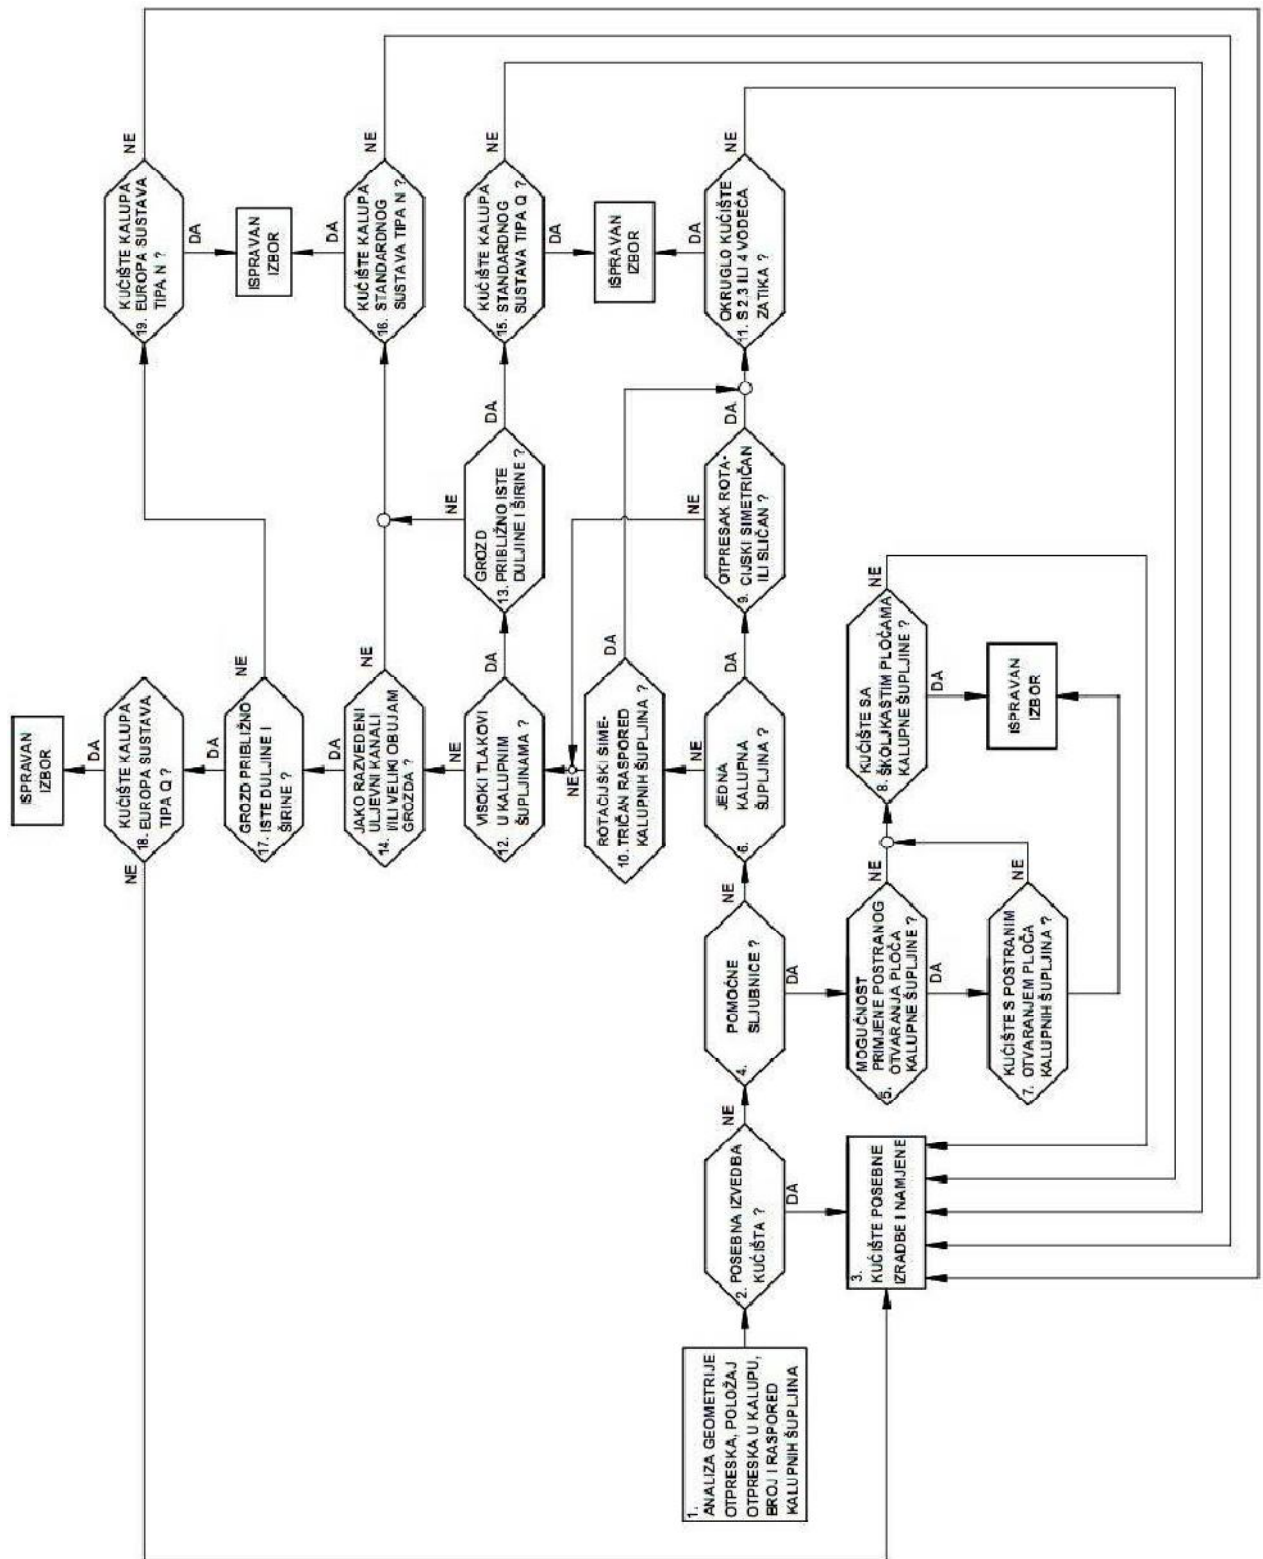 1.
ANALIZA GEOMETRIJE
OTPRESKA, POLOŽAJ
OTPRESKA U KALUPU,
BROJ I RASPORED
KALUPNIH ŠUPLJINA
2. POSEBNA IZVEDBA
KUĆIŠTA ?
DA
NE
3.
KUĆIŠTE POSEBNE
IZRADBE I NAMJENE
4. POMOĆNE
SLJUBNICE ?
DA
NE
MOGUĆNOST
PRIMJENE POSTRANOG
5. OTVARANJA PLOČA
KALUPNE ŠUPLJINE ?
DA
NE
KUĆIŠTE S POSTRANIM
7. OTVARANJEM PLOČA
KALUPNIH ŠUPLJINA ?
NE
KUĆIŠTE SA
8. ŠKOLJKASTIM PLOČAMA
KALUPNE ŠUPLJINE ?
NE
DA
ISPRAVAN
IZBOR
JEDNA
6. KALUPNA
ŠUPLJINA ?
NE
DA
OTPRESAK ROTA-
9. CIJSKI SIMETRIČAN
ILI SLIČAN ?
NE
DA
ROTACIJSKI SIME-
10. TRIČAN RASPORED
KALUPNIH ŠUPLJINA ?
NE
DA
OKRUGLO KUĆIŠTE
11. S 2,3 ILI 4 VODEĆA
ZATIKA ?
NE
DA
ISPRAVAN
IZBOR
VISOKI TLAKOVI
12. U KALUPNIM
ŠUPLJINAMA ?
NE
DA
GROZD
13. PRIBLIŽNO ISTE
DULJINE I ŠIRINE ?
NE
DA
KUĆIŠTE KALUPA
15. STANDARDNOG
SUSTAVA TIPA Q ?
NE
DA
JAKO RAZVEDENI
ULJEVNI KANALI
14. I/ILI VELIKI OBUJAM
GROZDA ?
DA
NE
KUĆIŠTE KALUPA
16. STANDARDNOG
SUSTAVA TIPA N ?
NE
DA
ISPRAVAN
IZBOR
GROZD PRIBLIŽNO
17. ISTE DULJINE I
ŠIRINE ?
DA
NE
KUĆIŠTE KALUPA
18. EUROPA SUSTAVA
TIPA Q ?
NE
DA
ISPRAVAN
IZBOR
KUĆIŠTE KALUPA
19. EUROPA SUSTAVA
TIPA N ?
NE
DA